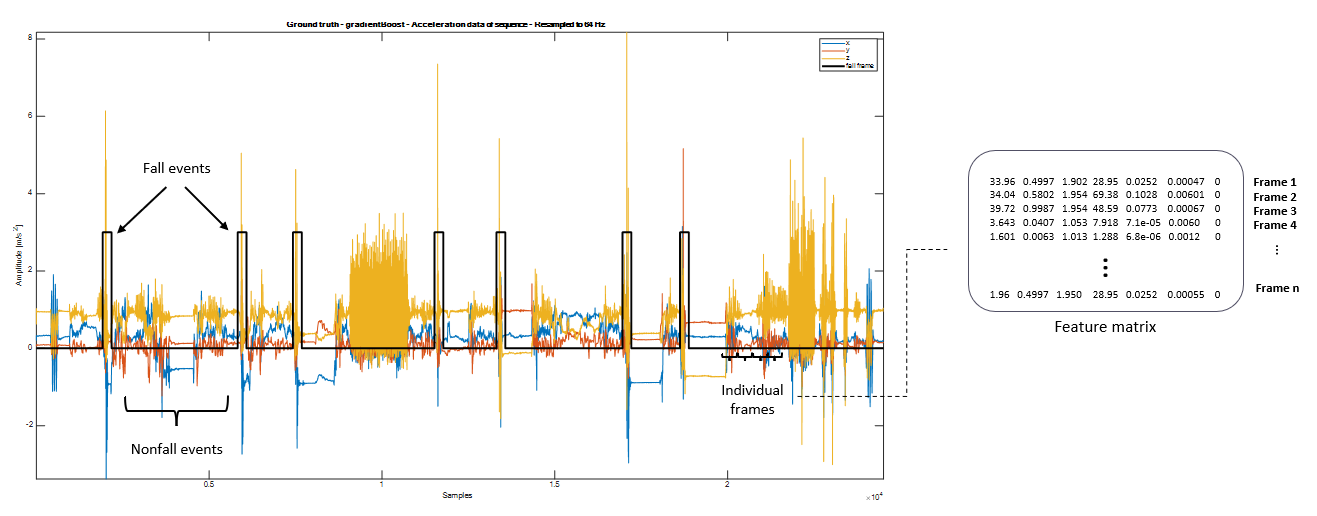 Ground truth - gradientBoost - Acceleration data of sequence - Resampled to 64 Hz
x
y
z
fall frame
8
6
4
2
0
-2
Amplitude [m/s^2]
Fall events
Nonfall events
Individual
frames
0.5
1
1.5
2
×10⁴
Samples
33.96 0.4997 1.902 28.95 0.0252 0.00047 0 Frame 1
34.04 0.5802 1.954 69.38 0.1028 0.00601 0 Frame 2
39.72 0.9987 1.954 48.59 0.0773 0.00067 0 Frame 3
3.643 0.0407 1.053 7.918 7.1e-05 0.0060 0 Frame 4
1.601 0.0063 1.013 1.288 6.8e-06 0.0012 0
1.96 0.4997 1.950 28.95 0.0252 0.00055 0 Frame n
Feature matrix